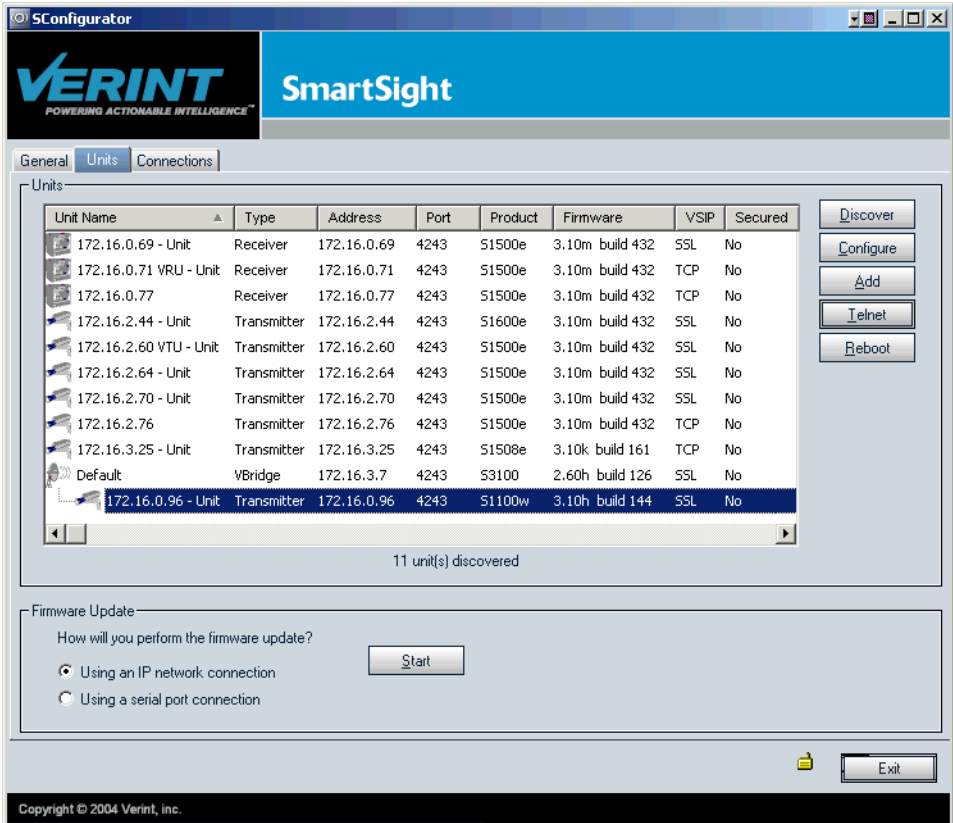 SConfigurator
VERINT
POWERING ACTIONABLE INTELLIGENCE™
SmartSight
General Units Connections
Units
Unit Name Type Address Port Product Firmware VSIP Secured
172.16.0.69 - Unit Receiver 172.16.0.69 4243 S1500e 3.10m build 432 SSL No
172.16.0.71 VRU - Unit Receiver 172.16.0.71 4243 S1500e 3.10m build 432 TCP No
172.16.0.77 Receiver 172.16.0.77 4243 S1500e 3.10m build 432 TCP No
172.16.2.44 - Unit Transmitter 172.16.2.44 4243 S1600e 3.10m build 432 SSL No
172.16.2.60 VTU - Unit Transmitter 172.16.2.60 4243 S1500e 3.10m build 432 SSL No
172.16.2.64 - Unit Transmitter 172.16.2.64 4243 S1500e 3.10m build 432 SSL No
172.16.2.70 - Unit Transmitter 172.16.2.70 4243 S1500e 3.10m build 432 SSL No
172.16.2.76 Transmitter 172.16.2.76 4243 S1500e 3.10m build 432 TCP No
172.16.3.25 - Unit Transmitter 172.16.3.25 4243 S1508e 3.10k build 161 TCP No
Default VBridge 172.16.3.7 4243 S3100 2.60h build 126 SSL No
172.16.0.96 - Unit Transmitter 172.16.0.96 4243 S1100w 3.10h build 144 SSL No
Discover
Configure
Add
Telnet
Reboot
11 unit(s) discovered
Firmware Update
How will you perform the firmware update?
Using an IP network connection
Using a serial port connection
Start
Exit
Copyright © 2004 Verint, inc.